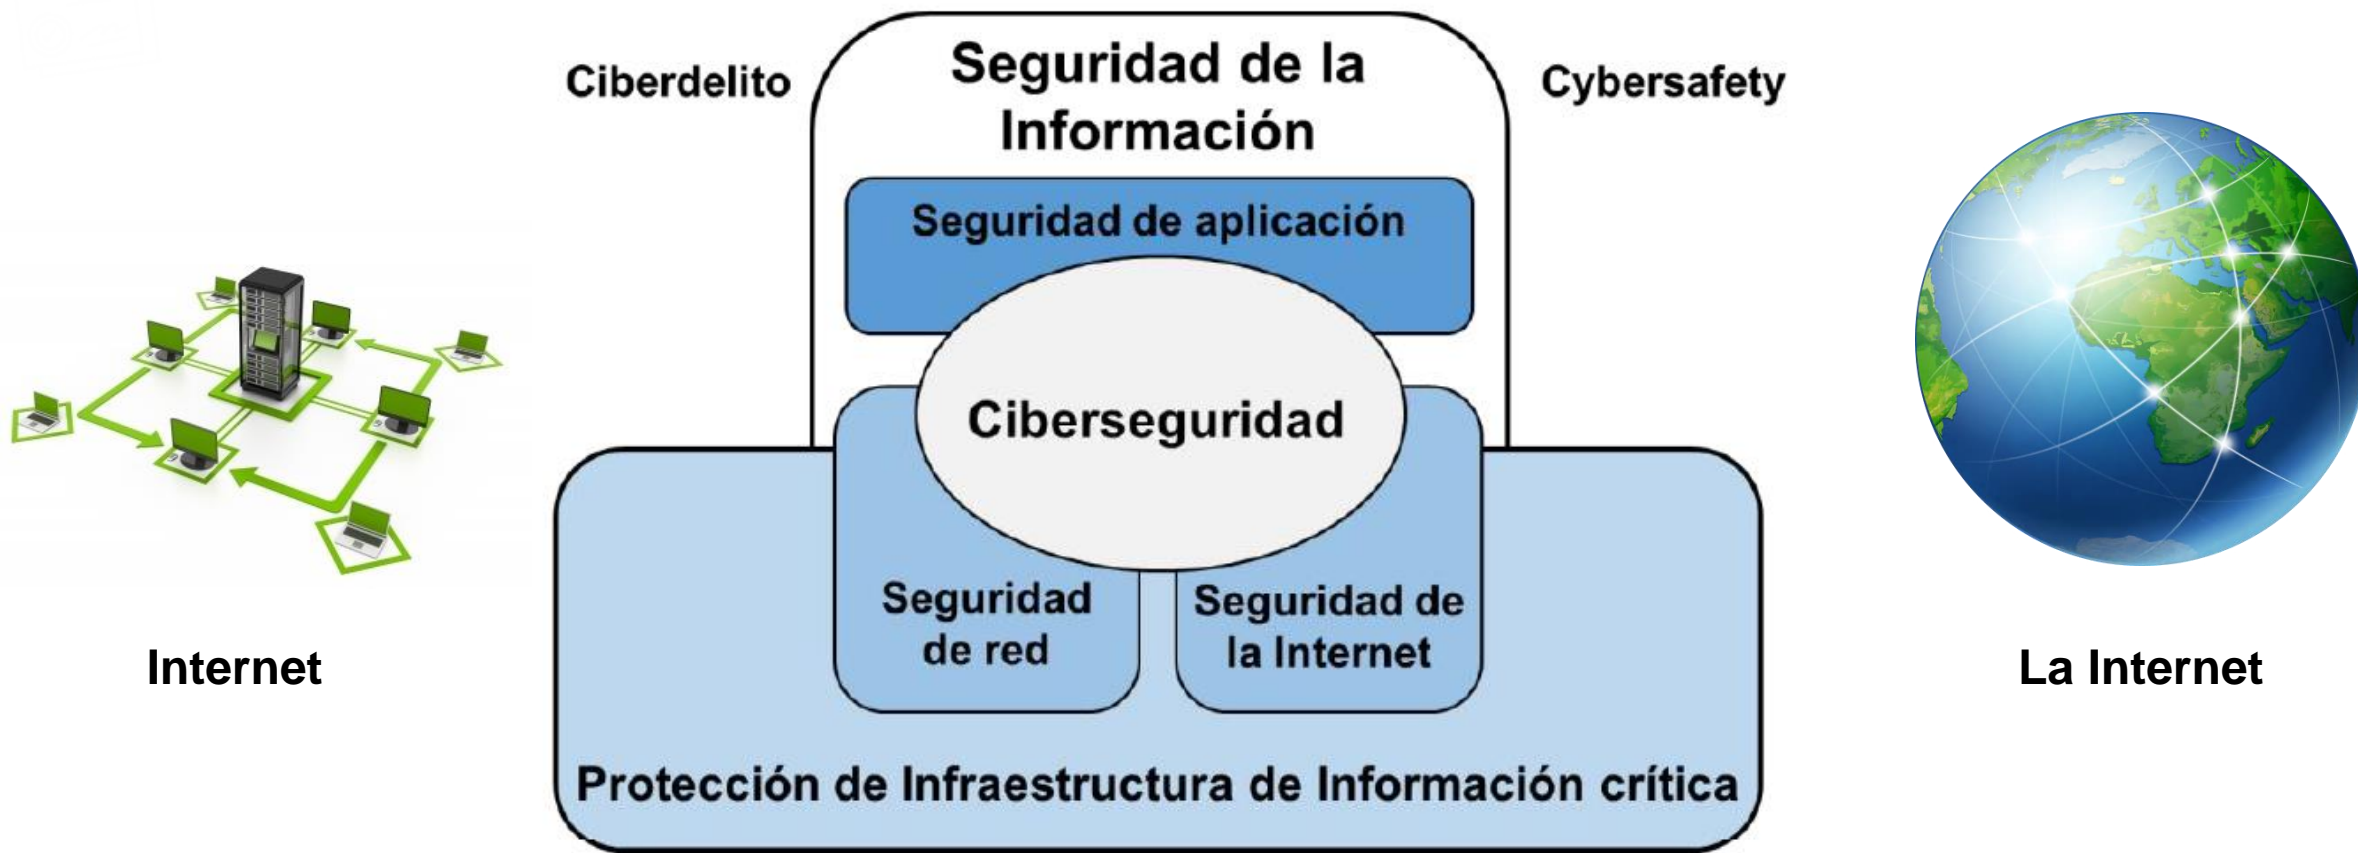 Ciberdelito
Seguridad de la
Información
Cybersafety
Seguridad de aplicación
Ciberseguridad
Seguridad
de red
Seguridad de
la Internet
Internet
La Internet
Protección de Infraestructura de Información crítica